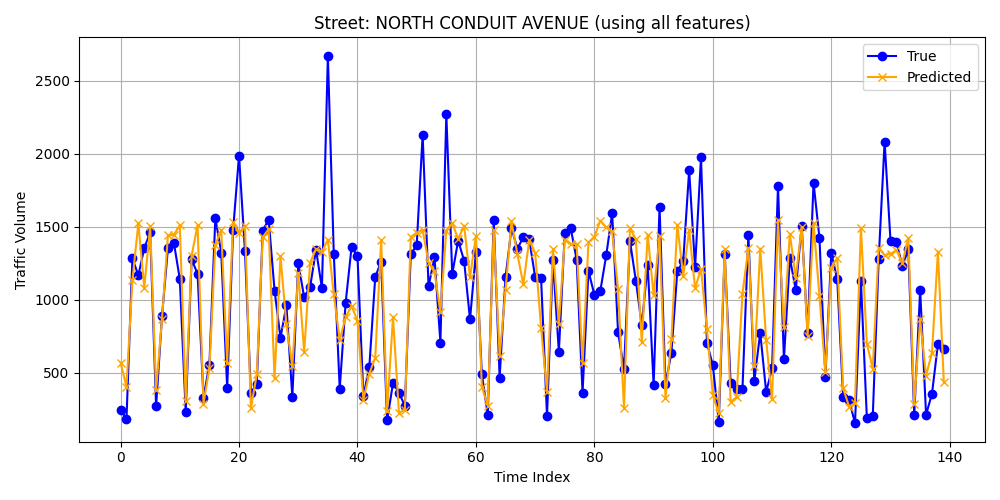 Street: NORTH CONDUIT AVENUE (using all features)
True
Predicted
Traffic Volume
2500
2000
1500
1000
500
0 20 40 60 80 100 120 140
Time Index